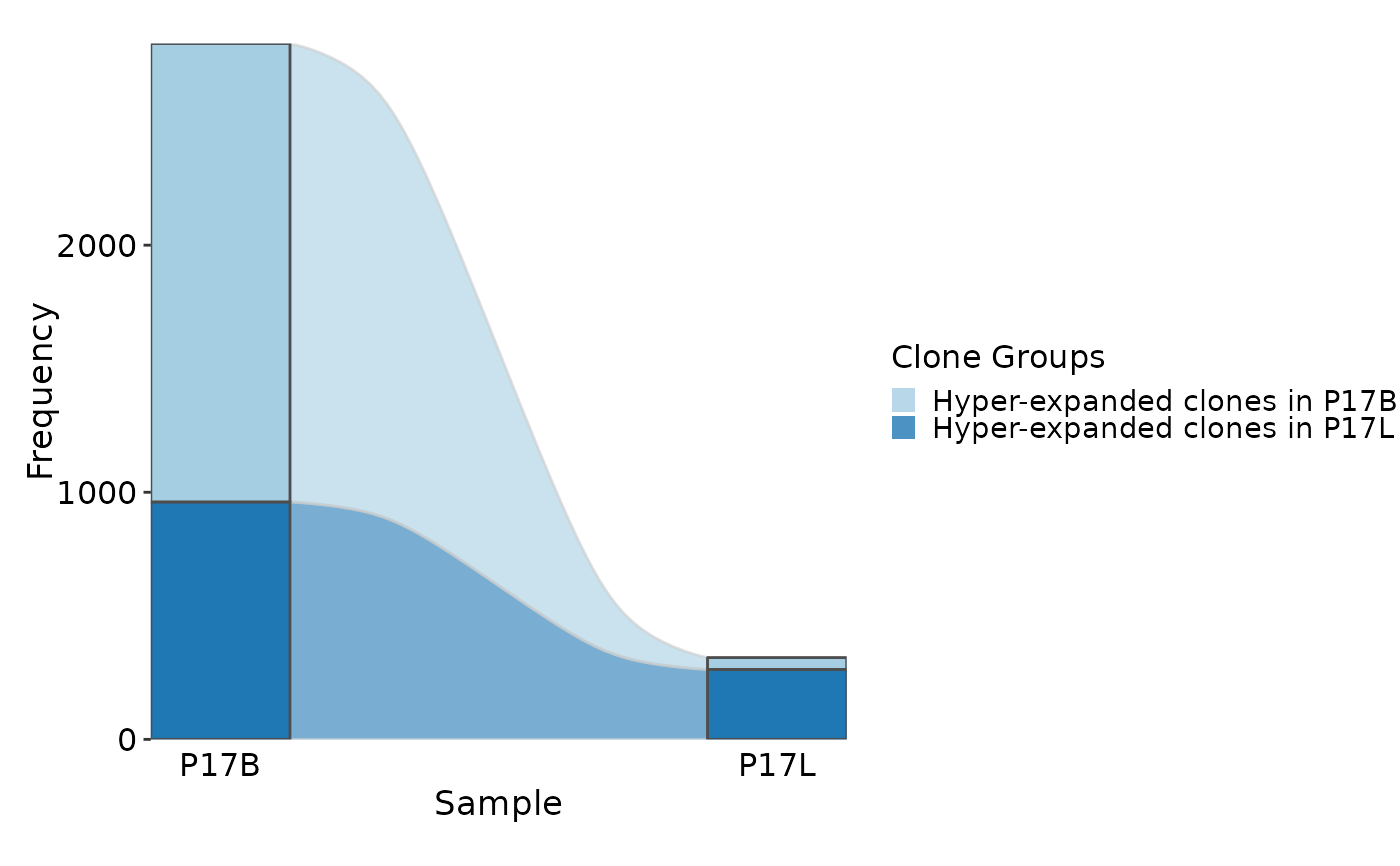 Frequency
2000
1000
0
P17B
P17L
Sample
Clone Groups
Hyper-expanded clones in P17B
Hyper-expanded clones in P17L